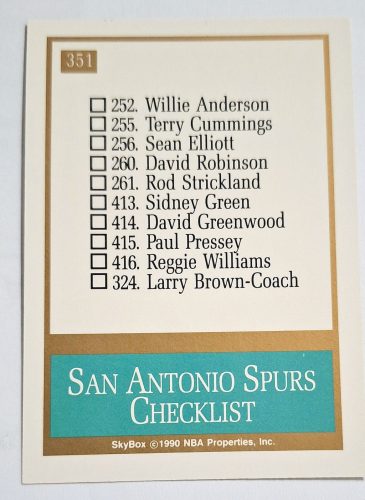 351
252. Willie Anderson
255. Terry Cummings
256. Sean Elliott
260. David Robinson
261. Rod Strickland
413. Sidney Green
414. David Greenwood
415. Paul Pressey
416. Reggie Williams
324. Larry Brown-Coach
SAN ANTONIO SPURS
CHECKLIST
SkyBox ©1990 NBA Properties, Inc.